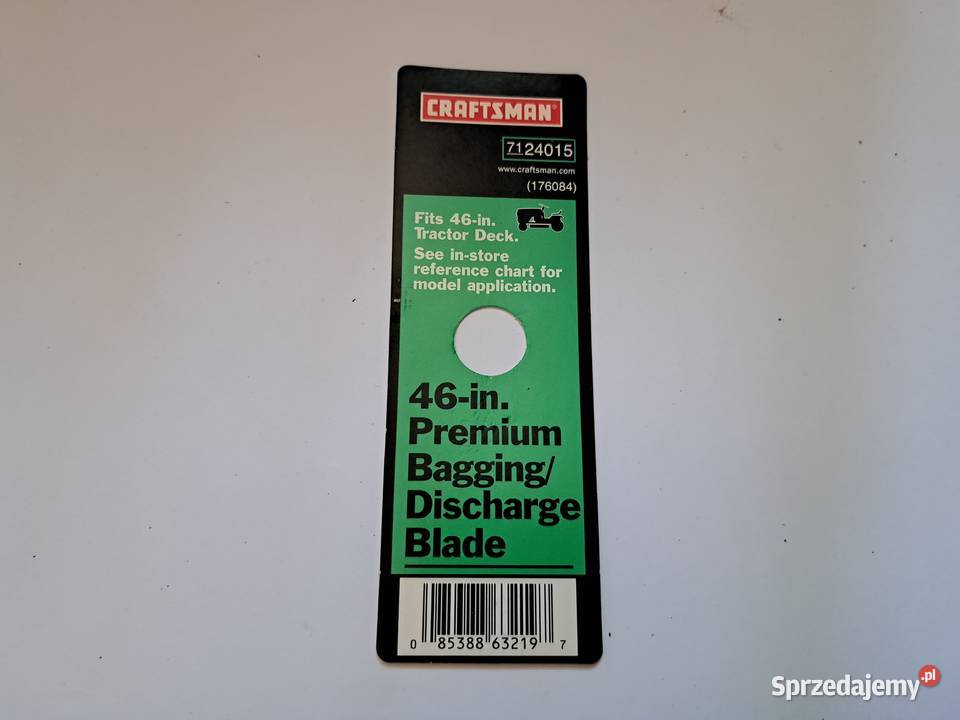 CRAFTSMAN®
7124015
www.craftsman.com
(176084)
Fits 46-in.
Tractor Deck.
See in-store
reference chart for
model application.
46-in.
Premium
Bagging/
Discharge
Blade
0 85388 63219 7
Sprzedajemy.pl